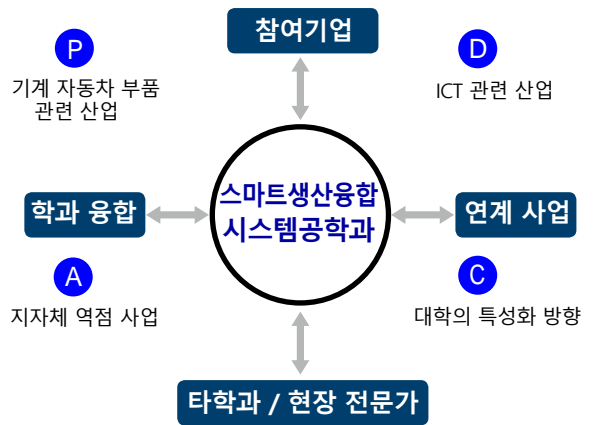 참여기업
P
D
기계 자동차 부품
관련 산업
ICT 관련 산업
스마트생산융합
시스템공학과
학과 융합
연계 사업
A
C
지자체 역점 사업
대학의 특성화 방향
타학과 / 현장 전문가